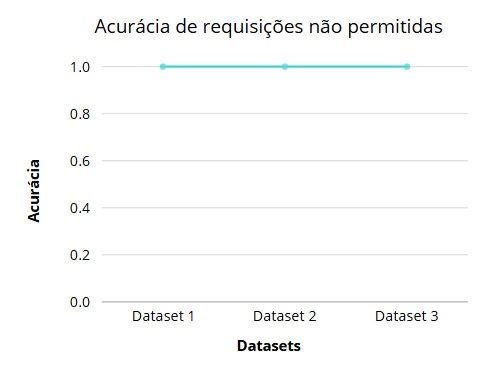 Acurácia de requisições não permitidas
1.0
0.8
0.6
0.4
0.2
0.0
Acurácia
Dataset 1 Dataset 2 Dataset 3
Datasets